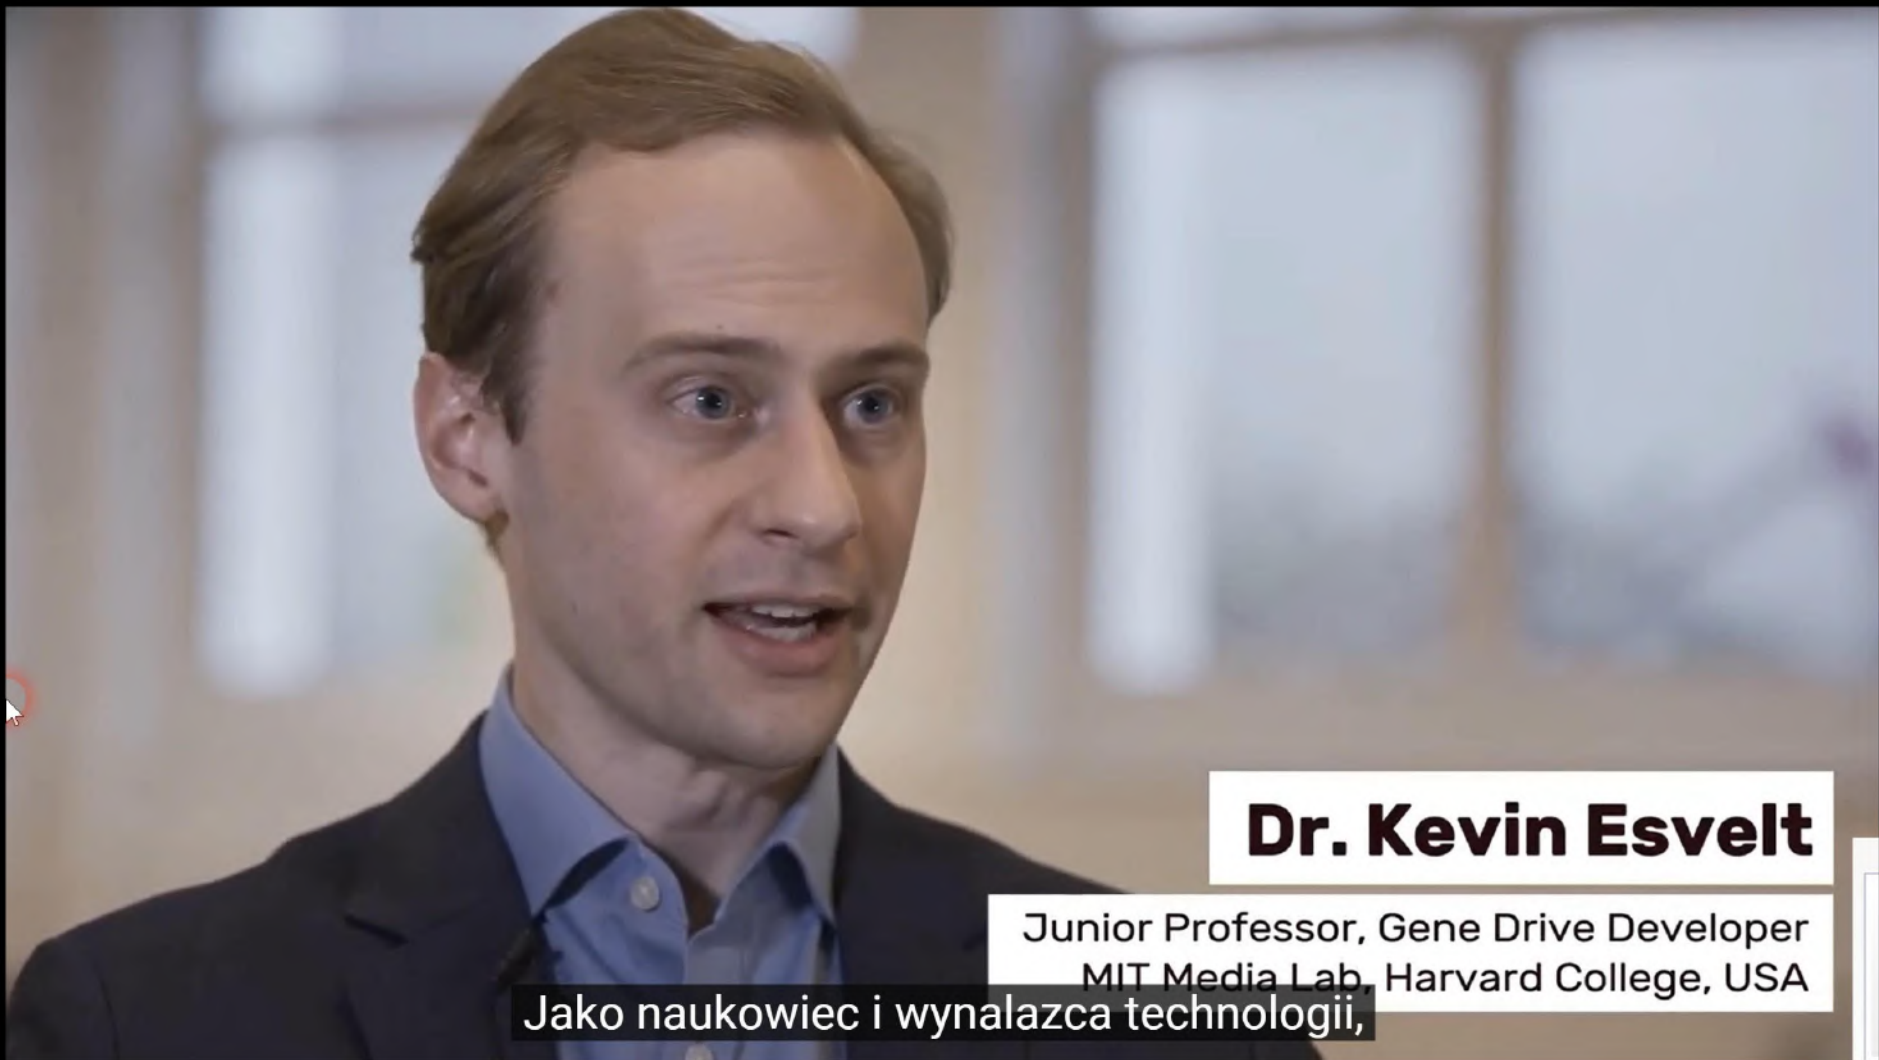 Dr. Kevin Esvelt
Junior Professor, Gene Drive Developer
MIT Media Lab, Harvard College, USA
Jako naukowiec i wynalazca technologii,